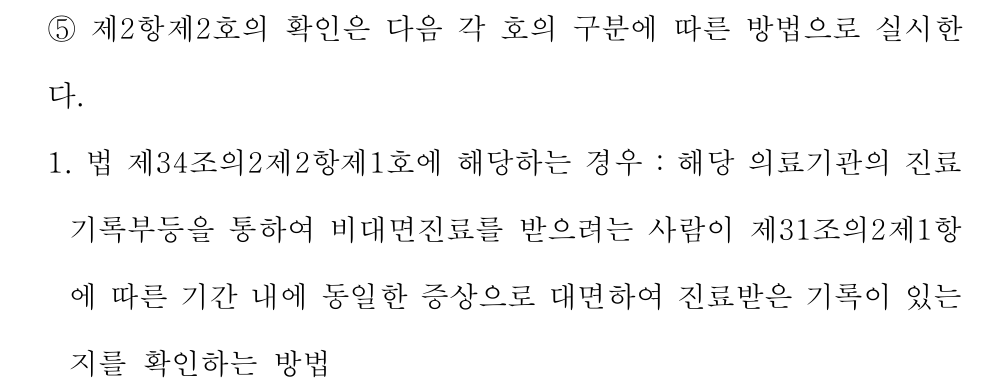 ⑤ 제2항제2호의 확인은 다음 각 호의 구분에 따른 방법으로 실시한
다.
1. 법 제34조의2제2항제1호에 해당하는 경우 : 해당 의료기관의 진료
기록부등을 통하여 비대면진료를 받으려는 사람이 제31조의2제1항
에 따른 기간 내에 동일한 증상으로 대면하여 진료받은 기록이 있는
지를 확인하는 방법